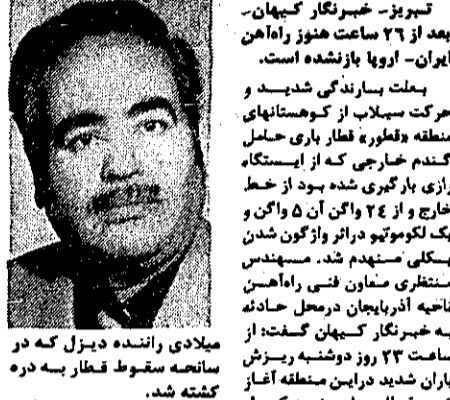 تبریز- خبرنگار کیهان-
بعد از ۲٦ ساعت هنوز راه‌آهن
ایران- اروپا بازنشده است.
بعلت بارندگی شدید و
حرکت سیلاب از کوهستانهای
منطقه «قطور» قطار باری حامل
گندم خارجی که از ایستگاه
رازی بارگیری شده بود از خط
خارج و از ۲٤ واگن آن ۵ واگن و
یک لکوموتیو دراثر واژگون شدن
بکلی منهدم شد. مهندس
منتظری معاون فنی راه‌آهن
ناحیه آذربایجان درمحل حادثه
به خبرنگار کیهان گفت: از
ساعت ۲۳ روز دوشنبه ریزش
باران شدید دراین منطقه آغاز
میلادی راننده دیزل که در
سانحه سقوط قطار به دره
کشته شد.